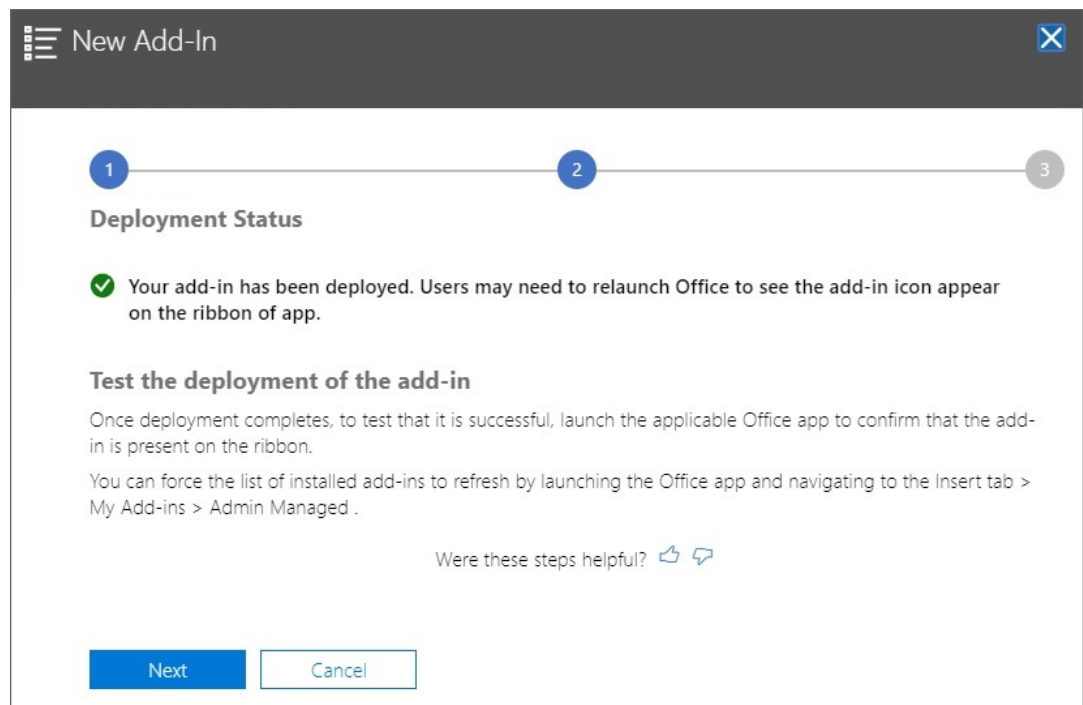 New Add-In
1
2
3
Deployment Status
Your add-in has been deployed. Users may need to relaunch Office to see the add-in icon appear
on the ribbon of app.
Test the deployment of the add-in
Once deployment completes, to test that it is successful, launch the applicable Office app to confirm that the add-
in is present on the ribbon.
You can force the list of installed add-ins to refresh by launching the Office app and navigating to the Insert tab >
My Add-ins > Admin Managed .
Were these steps helpful?
Next
Cancel